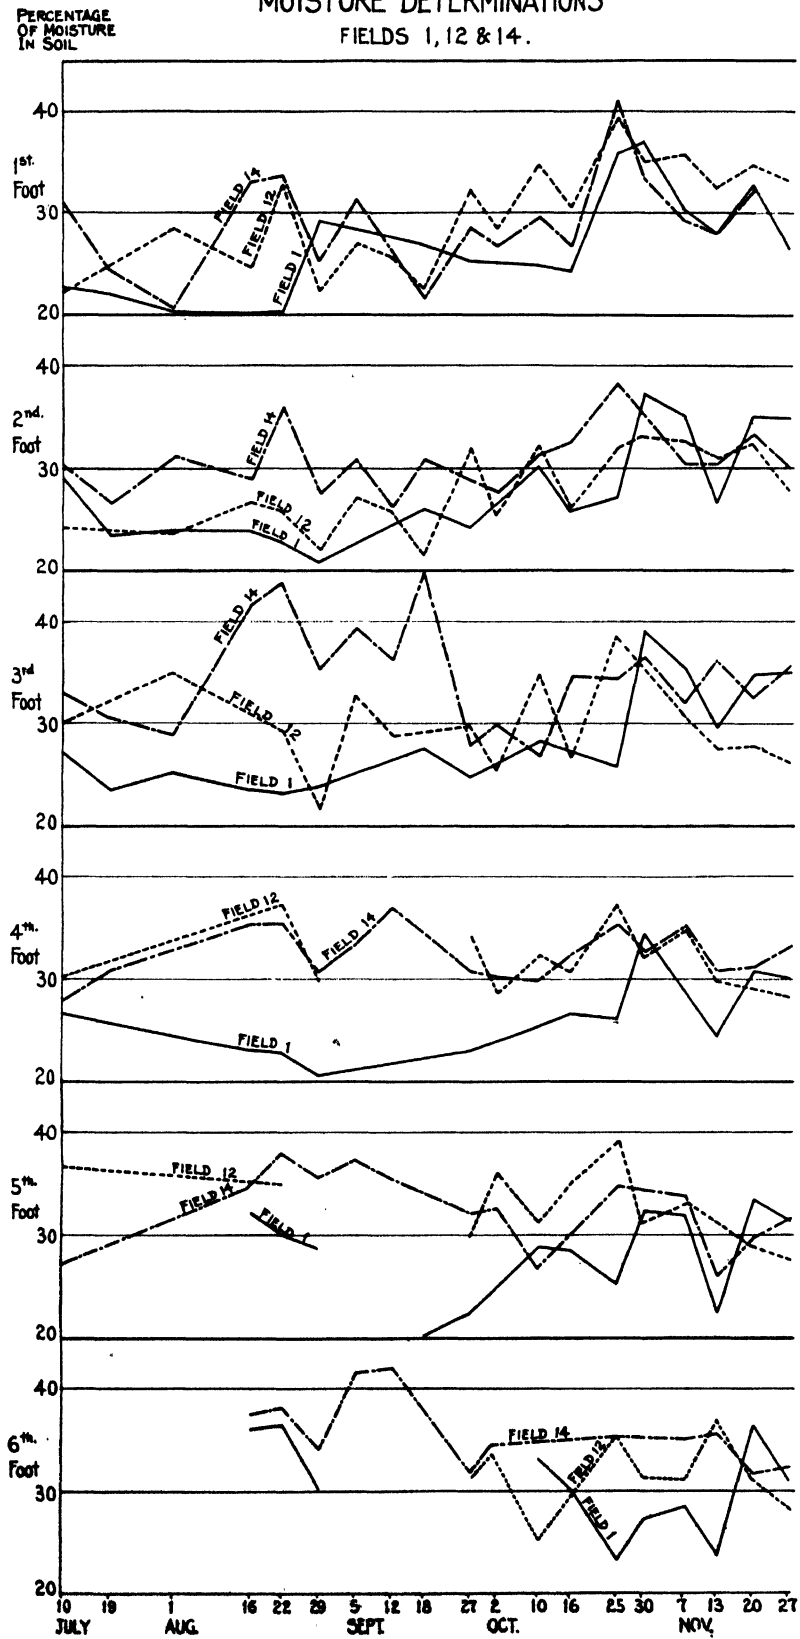 MOISTURE DETERMINATIONS
FIELDS 1, 12 & 14.
PERCENTAGE
OF MOISTURE
IN SOIL
40
1st.
Foot
30
20
FIELD 14
FIELD 12
FIELD 1
40
2nd.
Foot
30
20
FIELD 14
FIELD 12
FIELD 1
40
3rd
Foot
30
20
FIELD 14
FIELD 12
FIELD 1
40
4th.
Foot
30
20
FIELD 12
FIELD 14
FIELD 1
40
5th.
Foot
30
20
FIELD 12
FIELD 14
FIELD 1
40
6th.
Foot
30
20
FIELD 14
FIELD 12
FIELD 1
10 19 1 16 22 29 5 12 18 27 2 10 16 25 30 7 13 20 27
JULY AUG. SEPT. OCT. NOV.